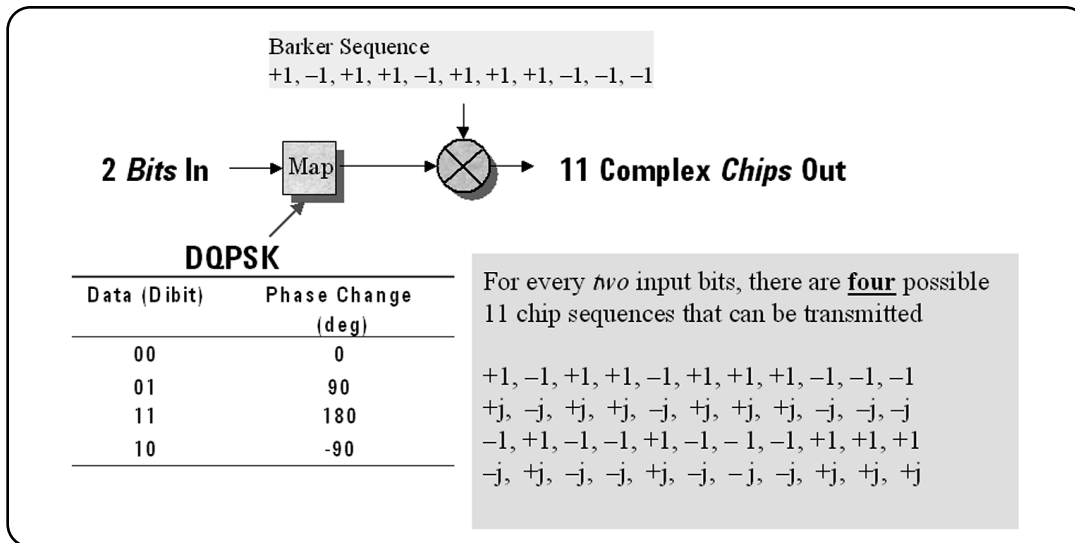 Barker Sequence
+1, –1, +1, +1, –1, +1, +1, +1, –1, –1, –1
2 Bits In
Map
11 Complex Chips Out
DQPSK
Data (Dibit) Phase Change
(deg)
00 0
01 90
11 180
10 -90
For every two input bits, there are four possible
11 chip sequences that can be transmitted
+1, –1, +1, +1, –1, +1, +1, +1, –1, –1, –1
+j, –j, +j, +j, –j, +j, +j, +j, –j, –j, –j
–1, +1, –1, –1, +1, –1, – 1, –1, +1, +1, +1
–j, +j, –j, –j, +j, –j, – j, –j, +j, +j, +j